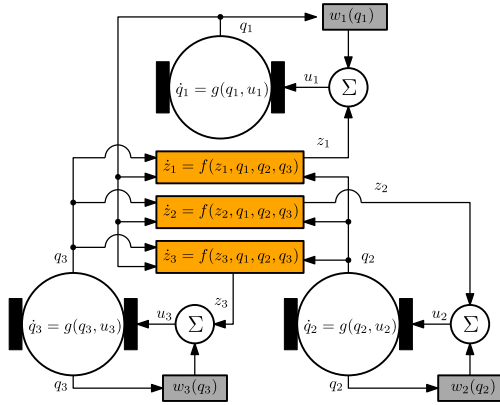 w₁(q₁)
q₁
q̇₁ = g(q₁, u₁)
u₁
Σ
z₁
ż₁ = f(z₁, q₁, q₂, q₃)
z₂
ż₂ = f(z₂, q₁, q₂, q₃)
ż₃ = f(z₃, q₁, q₂, q₃)
q₃
q₂
z₃
u₃
u₂
q̇₃ = g(q₃, u₃)
Σ
q̇₂ = g(q₂, u₂)
Σ
q₃
w₃(q₃)
q₂
w₂(q₂)